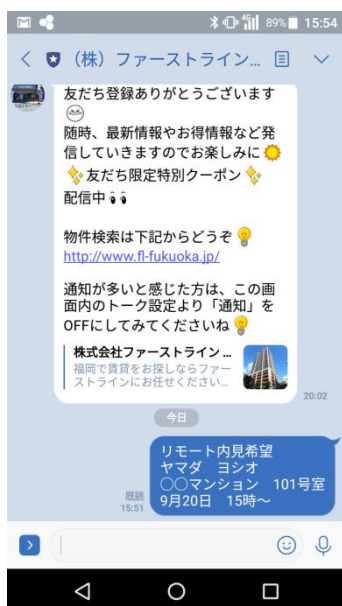 89% 15:54
(株)ファーストライン...
友だち登録ありがとうございます
随時、最新情報やお得情報など発
信していきますのでお楽しみに
友だち限定特別クーポン
配信中
物件検索は下記からどうぞ
http://www.fl-fukuoka.jp/
通知が多いと感じた方は、この画
面内のトーク設定より「通知」を
OFFにしてみてくださいね
株式会社ファーストライン ...
福岡で賃貸をお探しならファー
ストラインにお任せください...
20:02
今日
リモート内見希望
ヤマダ ヨシオ
〇〇マンション 101号室
9月20日 15時~
既読
15:51